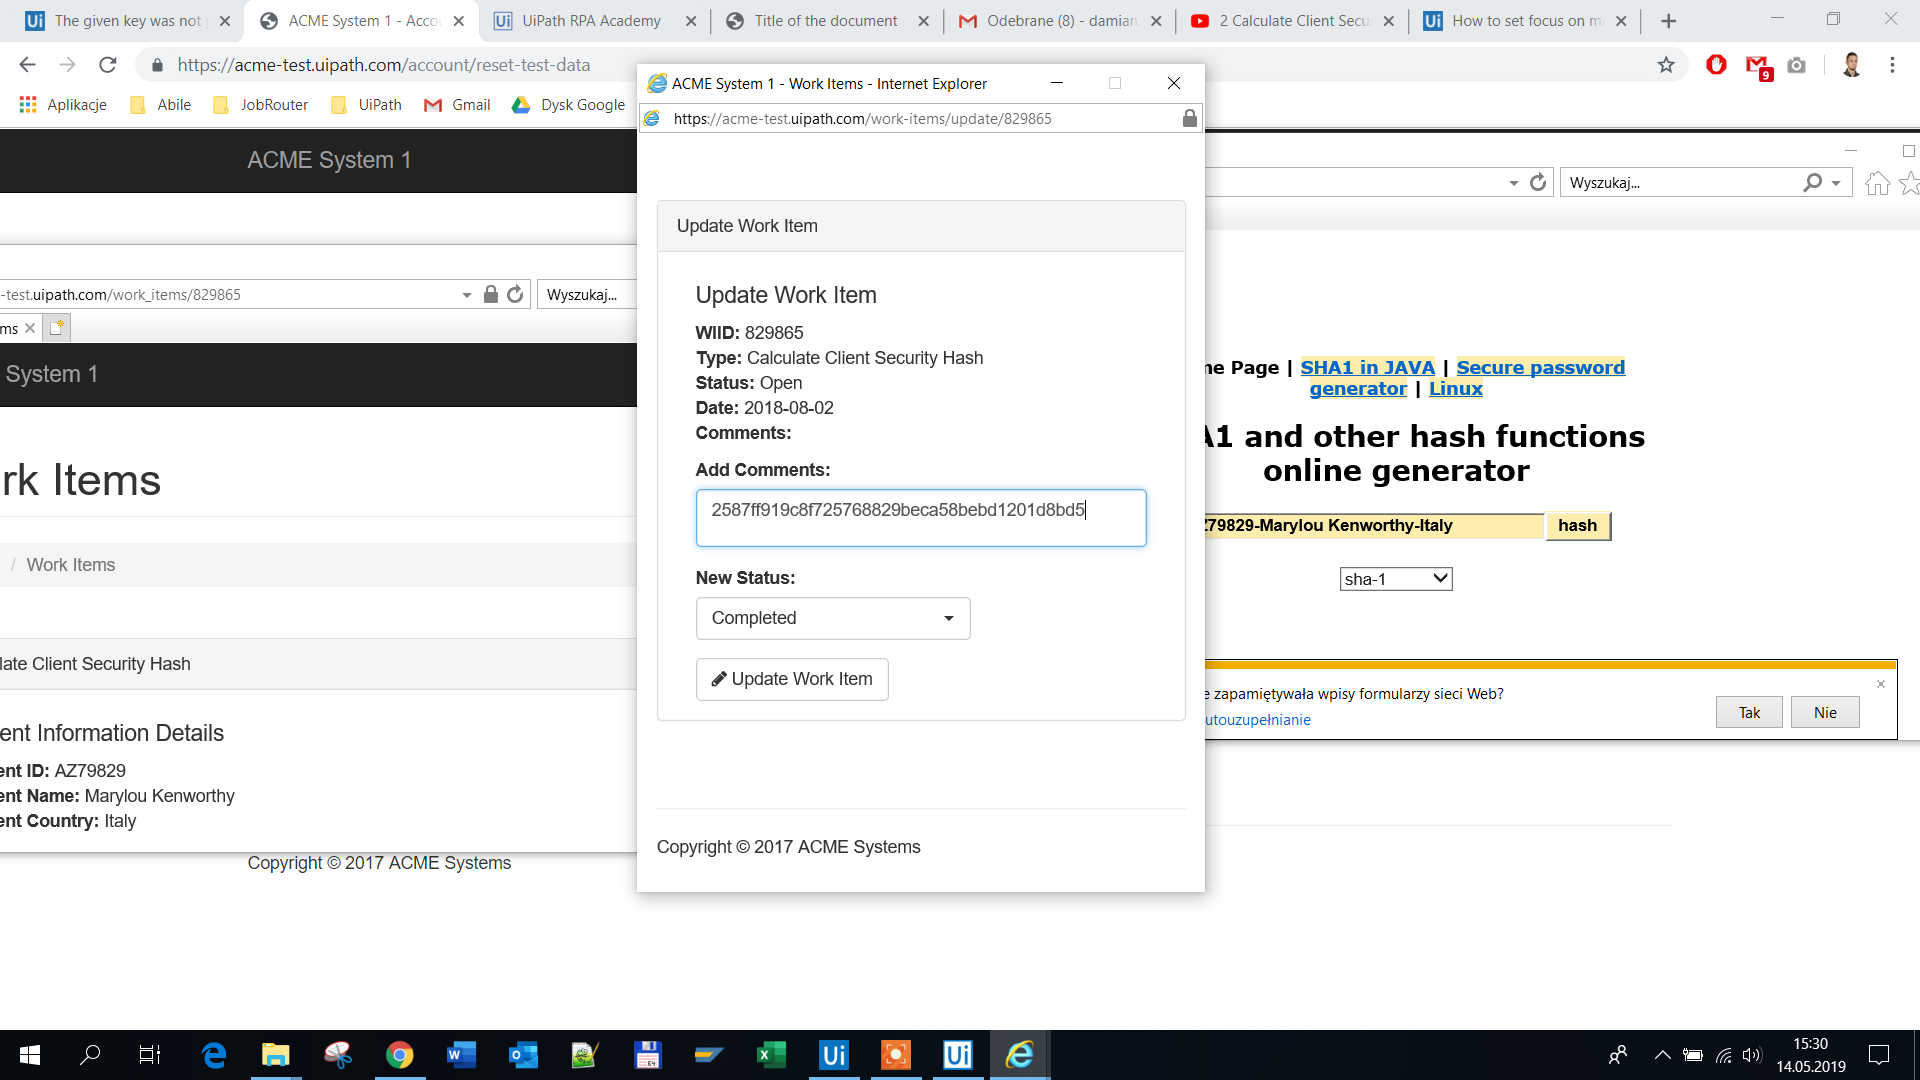 The given key was not
ACME System 1 - Acco
UiPath RPA Academy
Title of the document
Odebrane (8) - damian
2 Calculate Client Secu
How to set focus on m
https://acme-test.uipath.com/account/reset-test-data
9
Aplikacje
Abile
JobRouter
UiPath
Gmail
Dysk Google
ACME System 1
-test.uipath.com/work_items/829865
Wyszukaj...
ms
System 1
rk Items
/ Work Items
late Client Security Hash
ent Information Details
ent ID: AZ79829
ent Name: Marylou Kenworthy
ent Country: Italy
Copyright © 2017 ACME Systems
ACME System 1 - Work Items - Internet Explorer
https://acme-test.uipath.com/work-items/update/829865
Update Work Item
Update Work Item
WIID: 829865
Type: Calculate Client Security Hash
Status: Open
Date: 2018-08-02
Comments:
Add Comments:
2587ff919c8f725768829beca58bebd1201d8bd5
New Status:
Completed
Update Work Item
Copyright © 2017 ACME Systems
Wyszukaj...
ne Page | SHA1 in JAVA | Secure password
generator | Linux
A1 and other hash functions
online generator
Z79829-Marylou Kenworthy-Italy
hash
sha-1
e zapamiętywała wpisy formularzy sieci Web?
utouzupełnianie
Tak
Nie
15:30
14.05.2019